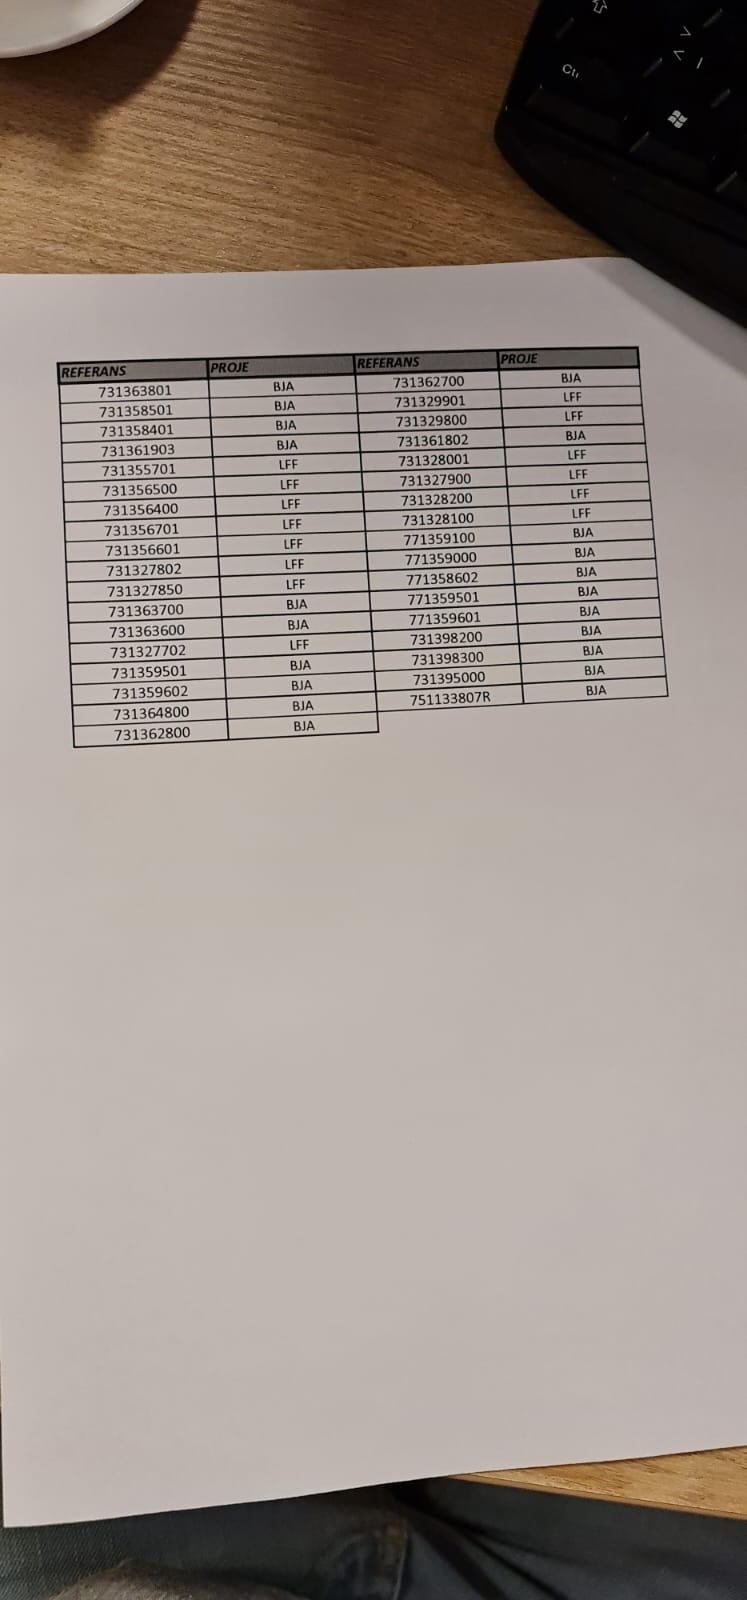 Ctrl
REFERANS PROJE REFERANS PROJE
731363801 BJA 731362700 BJA
731358501 BJA 731329901 LFF
731358401 BJA 731329800 LFF
731361903 BJA 731361802 BJA
731355701 LFF 731328001 LFF
731356500 LFF 731327900 LFF
731356400 LFF 731328200 LFF
731356701 LFF 731328100 LFF
731356601 LFF 771359100 BJA
731327802 LFF 771359000 BJA
731327850 LFF 771358602 BJA
731363700 BJA 771359501 BJA
731363600 BJA 771359601 BJA
731327702 LFF 731398200 BJA
731359501 BJA 731398300 BJA
731359602 BJA 731395000 BJA
731364800 BJA 751133807R BJA
731362800 BJA